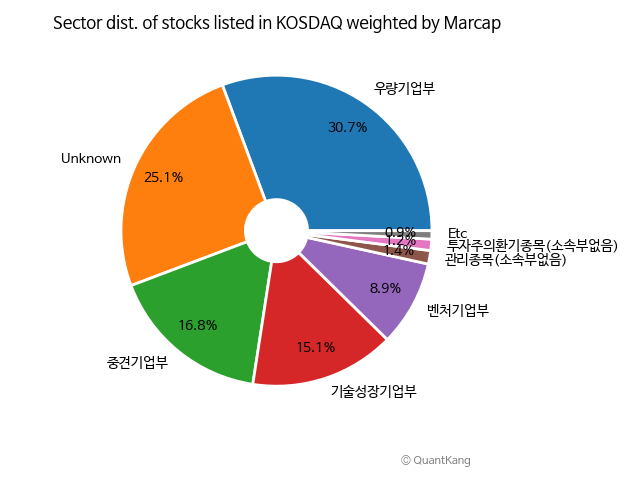 Sector dist. of stocks listed in KOSDAQ weighted by Marcap
우량기업부
30.7%
Unknown
25.1%
0.9%
Etc
1.2%
투자주의환기종목(소속부없음)
1.4%
관리종목(소속부없음)
8.9%
벤처기업부
16.8%
15.1%
중견기업부
기술성장기업부
© QuantKang